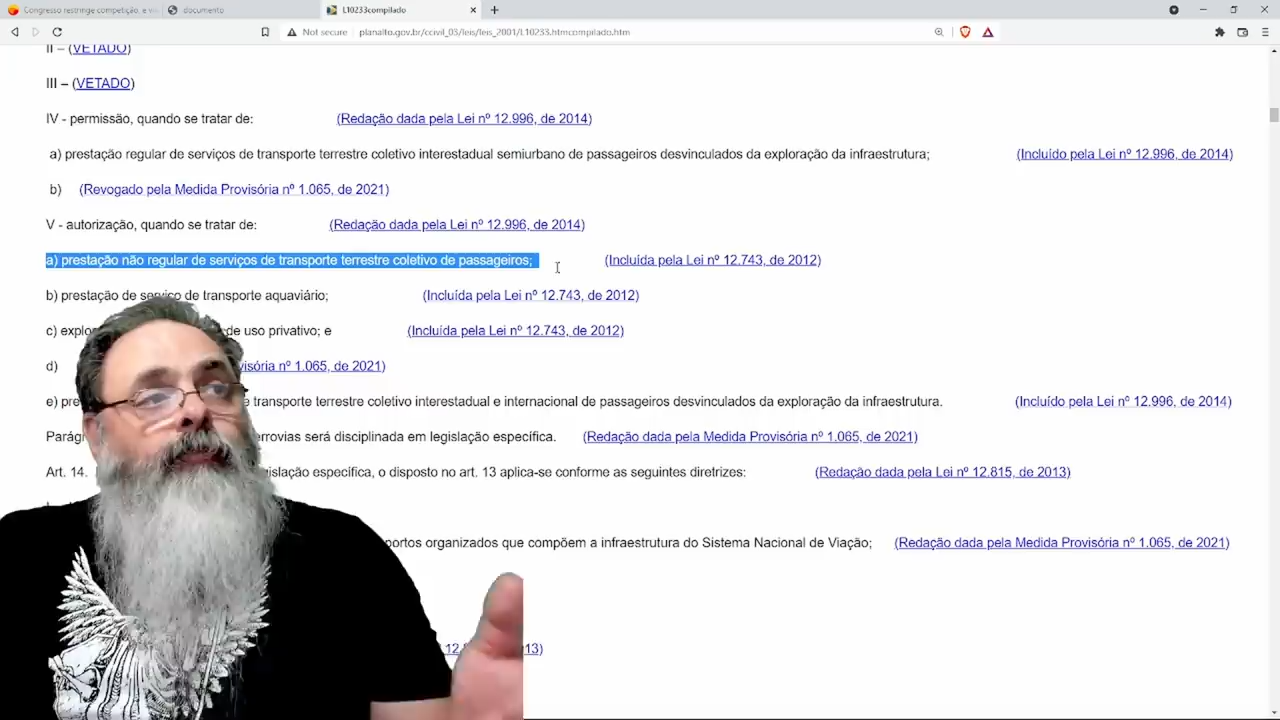 Congresso restringe competição, e vi
documento
L10233compilado
Not secure planalto.gov.br/ccivil_03/leis/leis_2001/L10233.htmcompilado.htm
II – (VETADO)
III – (VETADO)
IV - permissão, quando se tratar de: (Redação dada pela Lei nº 12.996, de 2014)
a) prestação regular de serviços de transporte terrestre coletivo interestadual semiurbano de passageiros desvinculados da exploração da infraestrutura; (Incluído pela Lei nº 12.996, de 2014)
b) (Revogado pela Medida Provisória nº 1.065, de 2021)
V - autorização, quando se tratar de: (Redação dada pela Lei nº 12.996, de 2014)
a) prestação não regular de serviços de transporte terrestre coletivo de passageiros; (Incluída pela Lei nº 12.743, de 2012)
b) prestação de serviço de transporte aquaviário; (Incluída pela Lei nº 12.743, de 2012)
c) de uso privativo; e (Incluída pela Lei nº 12.743, de 2012)
d) nº 1.065, de 2021)
e) transporte terrestre coletivo interestadual e internacional de passageiros desvinculados da exploração da infraestrutura. (Incluído pela Lei nº 12.996, de 2014)
será disciplinada em legislação específica. (Redação dada pela Medida Provisória nº 1.065, de 2021)
Art. 14. específica, o disposto no art. 13 aplica-se conforme as seguintes diretrizes: (Redação dada pela Lei nº 12.815, de 2013)
organizados que compõem a infraestrutura do Sistema Nacional de Viação; (Redação dada pela Medida Provisória nº 1.065, de 2021)